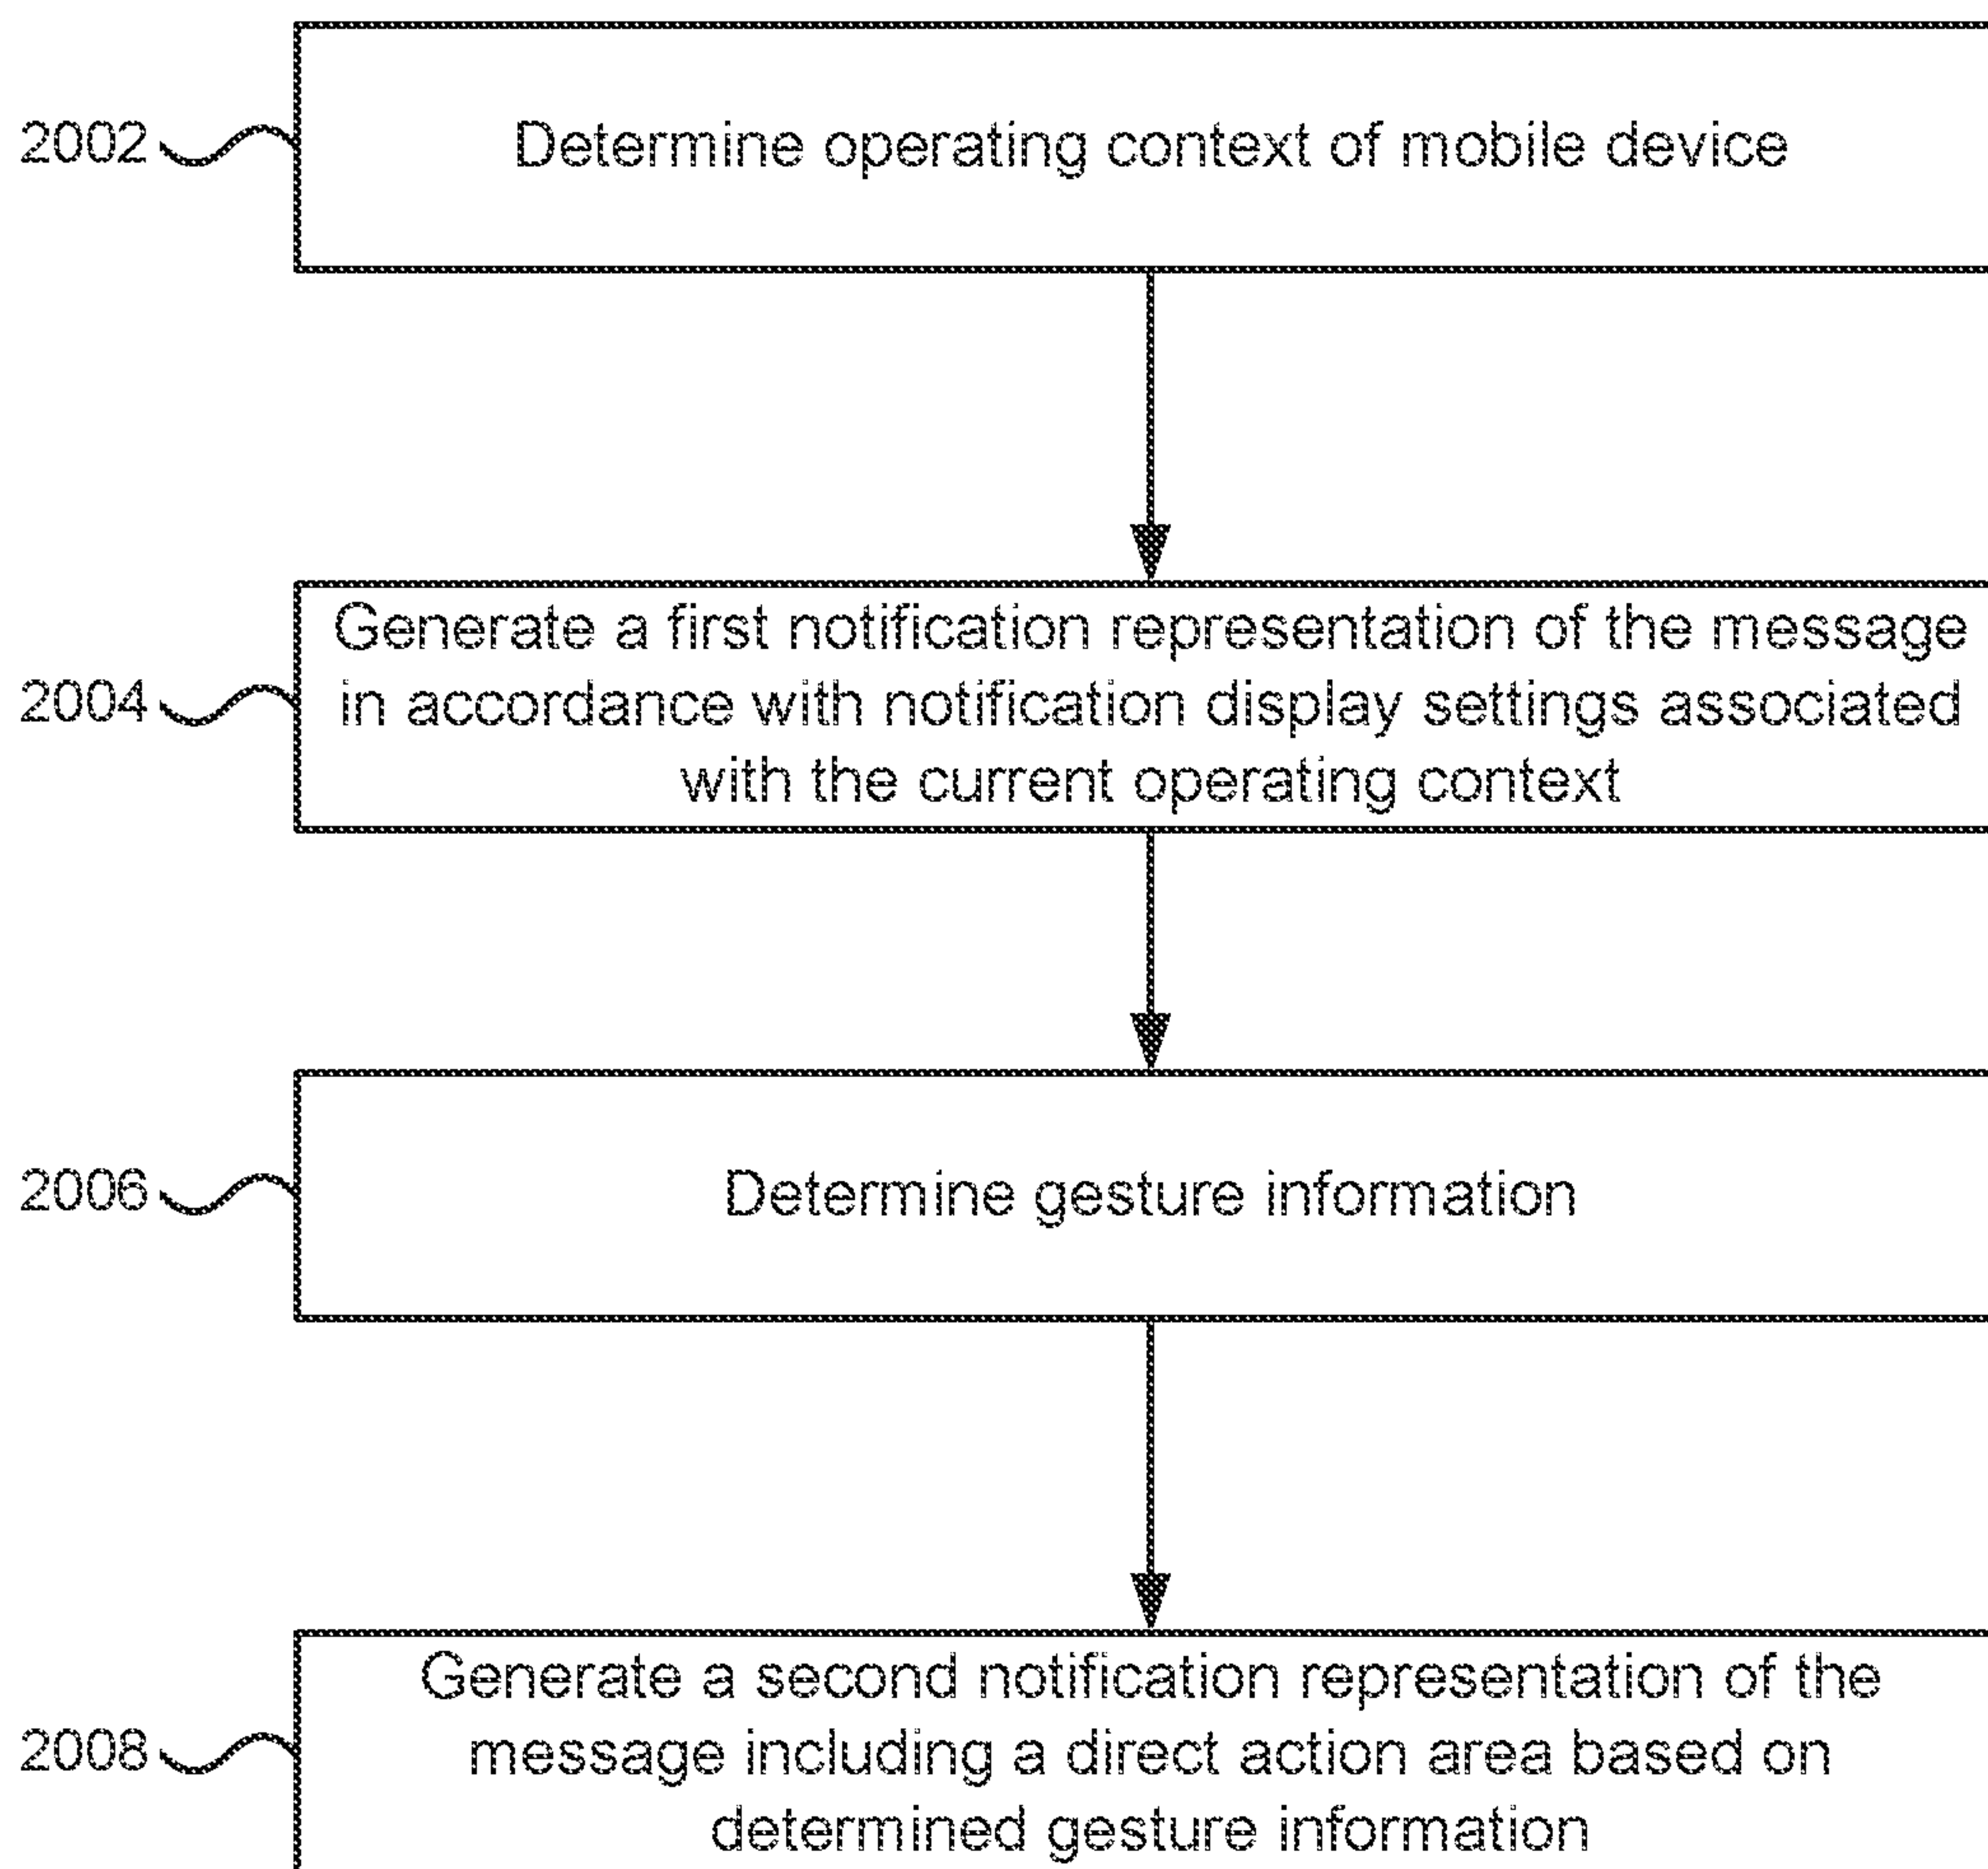 2002
Determine operating context of mobile device
2004
Generate a first notification representation of the message
in accordance with notification display settings associated
with the current operating context
2006
Determine gesture information
2008
Generate a second notification representation of the
message including a direct action area based on
determined gesture information